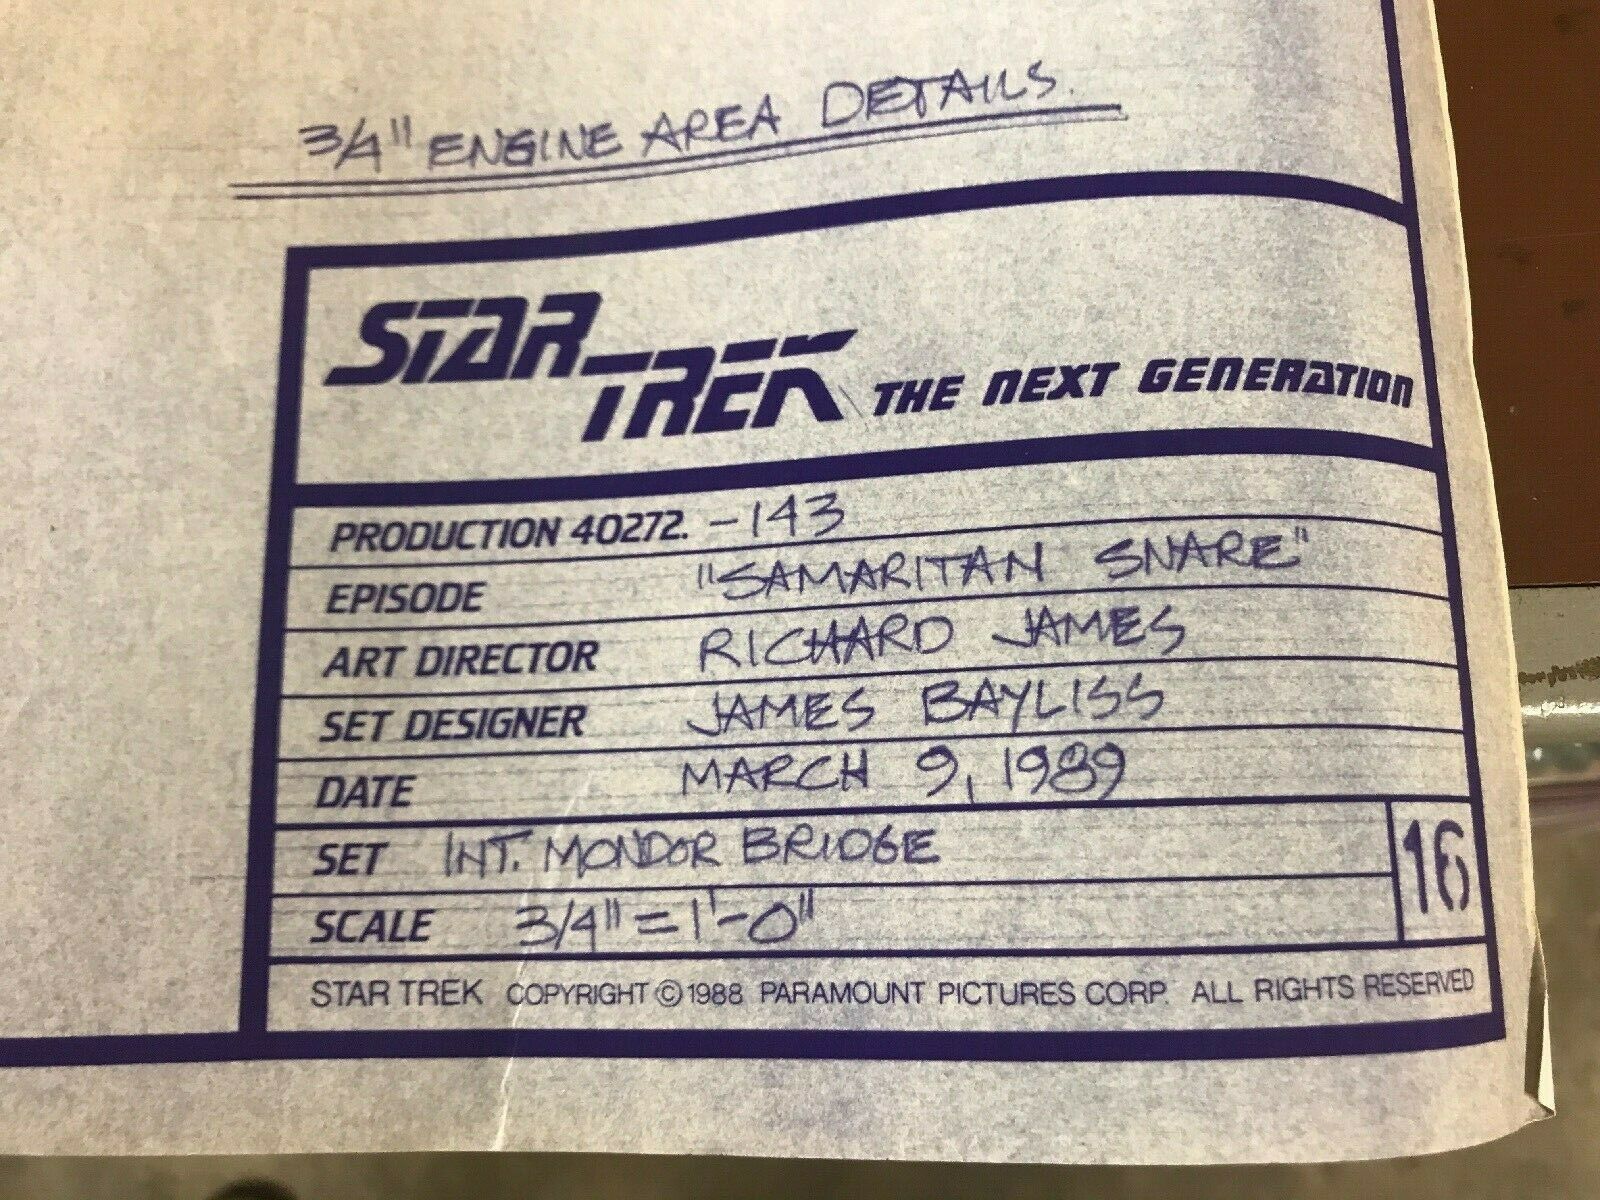 3/4" ENGINE AREA DETAILS.
STAR TREK THE NEXT GENERATION
PRODUCTION 40272. -143
EPISODE "SAMARITAN SNARE"
ART DIRECTOR RICHARD JAMES
SET DESIGNER JAMES BAYLISS
DATE MARCH 9, 1989
SET INT. MONDOR BRIDGE
16
SCALE 3/4" = 1'-0"
STAR TREK COPYRIGHT © 1988 PARAMOUNT PICTURES CORP. ALL RIGHTS RESERVED